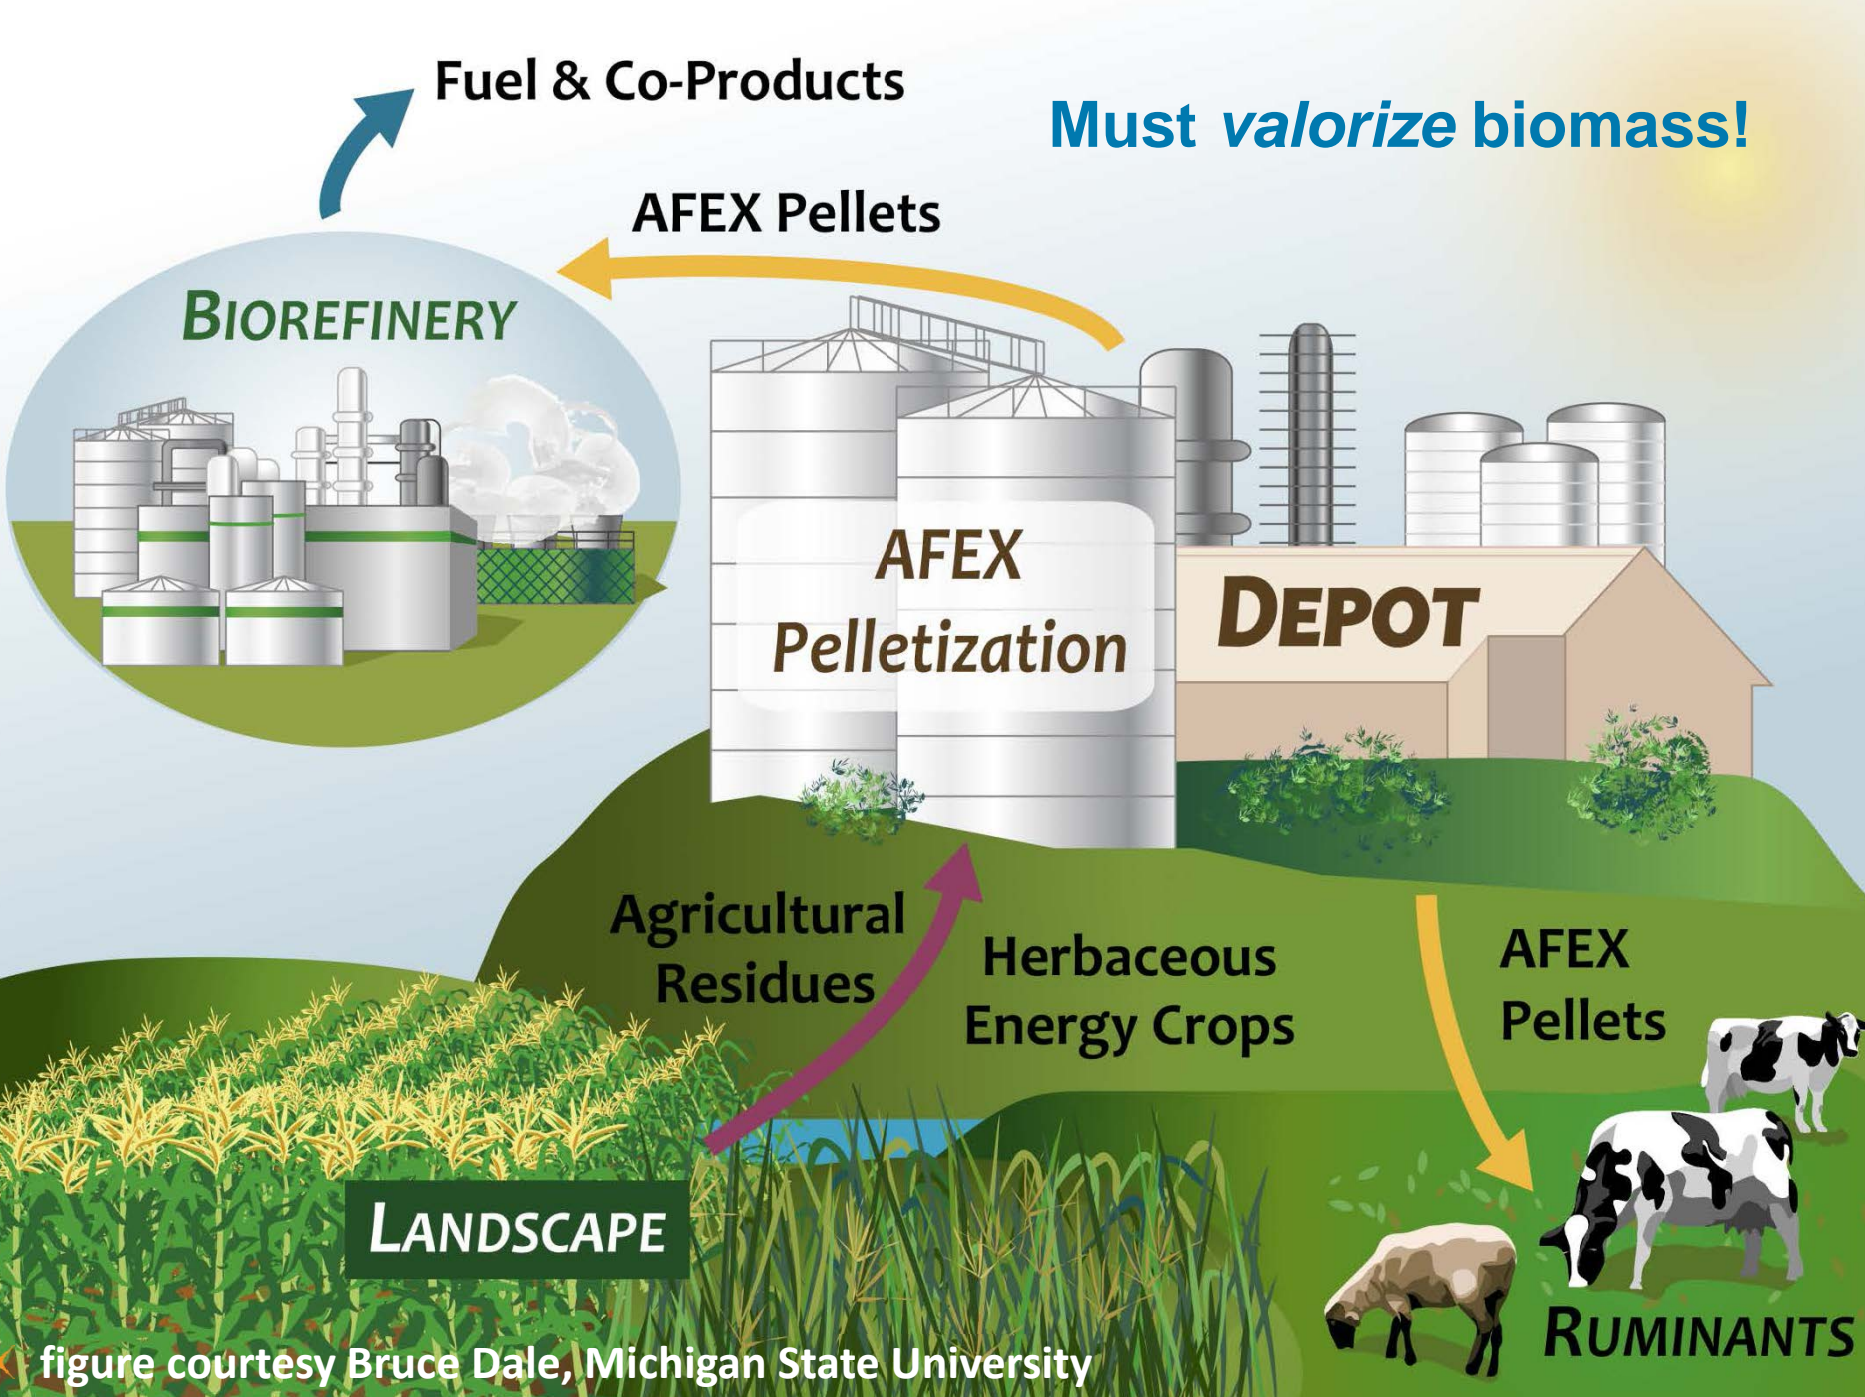 Fuel & Co-Products
Must valorize biomass!
AFEX Pellets
BIOREFINERY
AFEX
Pelletization
DEPOT
Agricultural
Residues
Herbaceous
Energy Crops
AFEX
Pellets
LANDSCAPE
RUMINANTS
figure courtesy Bruce Dale, Michigan State University